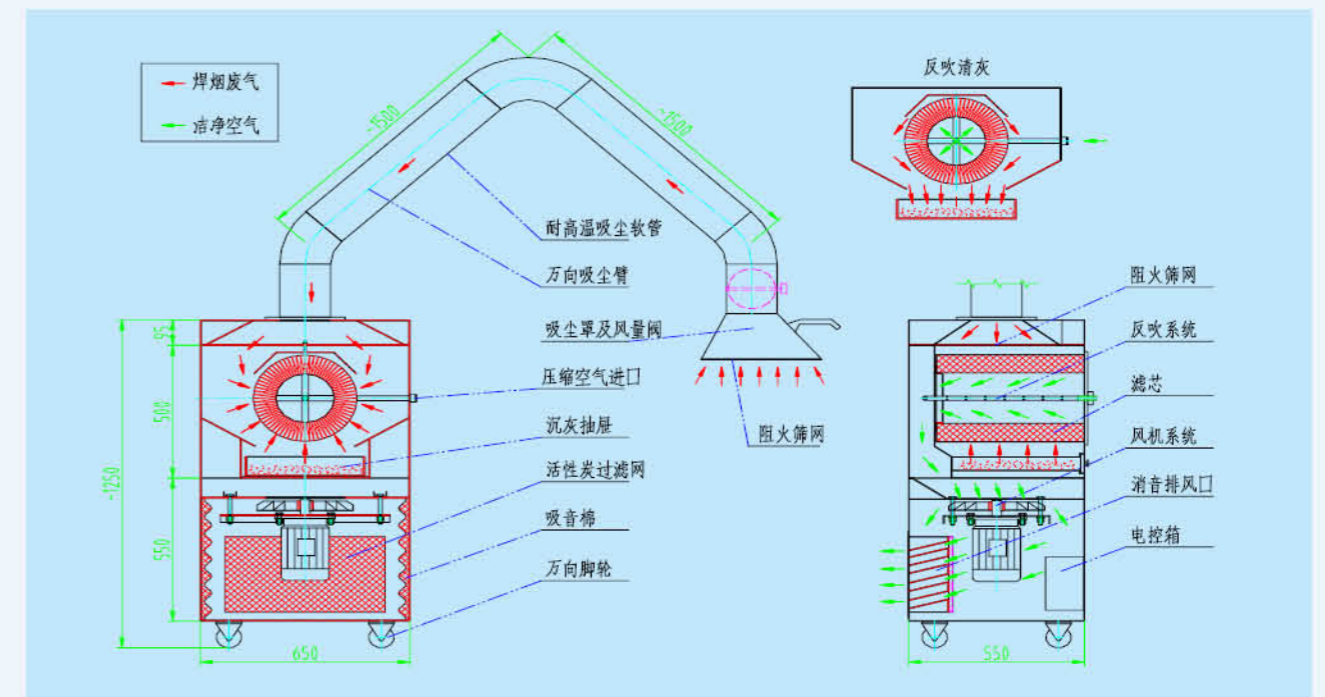 焊烟废气
洁净空气
~1500
~1500
反吹清灰
耐高温吸尘软管
万向吸尘臂
吸尘罩及风量阀
压缩空气进口
沉灰抽屉
活性炭过滤网
吸音棉
万向脚轮
阻火筛网
95
500
550
~1250
650
阻火筛网
反吹系统
滤芯
风机系统
消音排风口
电控箱
550